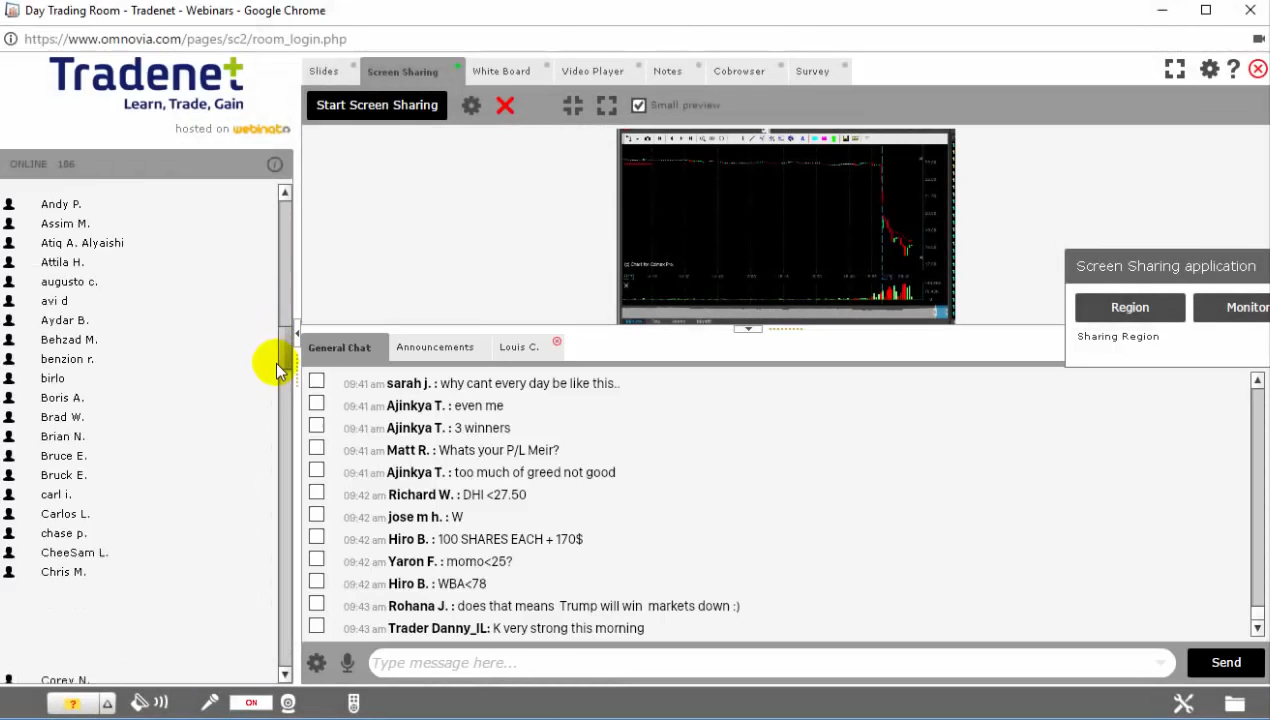 Day Trading Room - Tradenet - Webinars - Google Chrome
https://www.omnovia.com/pages/sc2/room_login.php
Tradenet
Learn, Trade, Gain
hosted on webinato
ONLINE 186
Andy P.
Assim M.
Atiq A. Alyaishi
Attila H.
augusto c.
avi d
Aydar B.
Behzad M.
benzion r.
birlo
Boris A.
Brad W.
Brian N.
Bruce E.
Bruck E.
carl i.
Carlos L.
chase p.
CheeSam L.
Chris M.
Corey N.
Slides
Screen Sharing
White Board
Video Player
Notes
Cobrowser
Survey
Start Screen Sharing
Small preview
Screen Sharing application
Region
Monitor
Sharing Region
General Chat
Announcements
Louis C.
09:41 am sarah j. : why cant every day be like this..
09:41 am Ajinkya T. : even me
09:41 am Ajinkya T. : 3 winners
09:41 am Matt R. : Whats your P/L Meir?
09:41 am Ajinkya T. : too much of greed not good
09:42 am Richard W. : DHI <27.50
09:42 am jose m h. : W
09:42 am Hiro B. : 100 SHARES EACH + 170$
09:42 am Yaron F. : momo<25?
09:42 am Hiro B. : WBA<78
09:43 am Rohana J. : does that means Trump will win markets down :)
09:43 am Trader Danny_IL: K very strong this morning
Type message here...
Send
?
ON